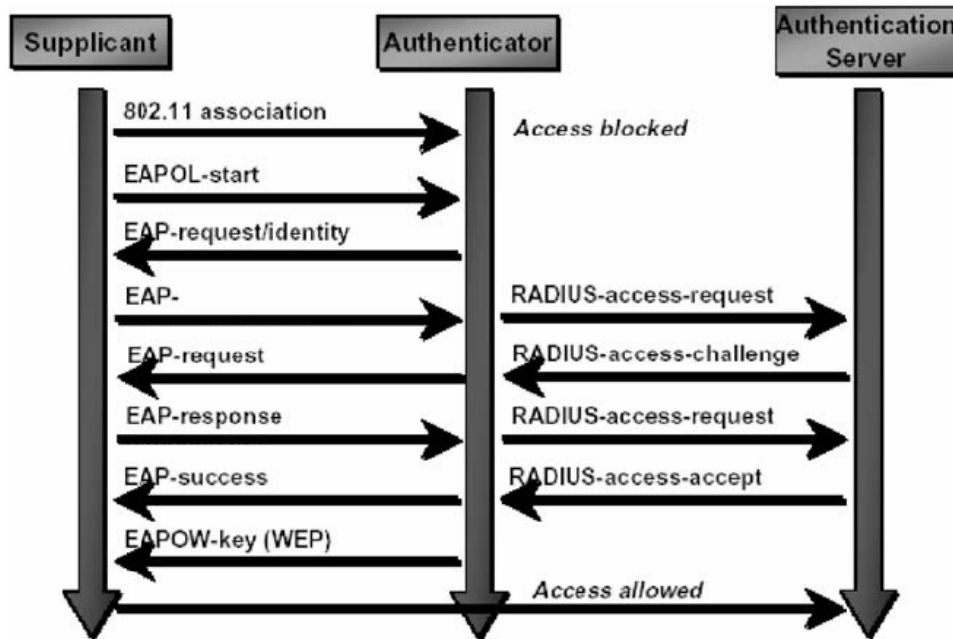 Supplicant
Authenticator
Authentication
Server
802.11 association
Access blocked
EAPOL-start
EAP-request/identity
EAP-
RADIUS-access-request
EAP-request
RADIUS-access-challenge
EAP-response
RADIUS-access-request
EAP-success
RADIUS-access-accept
EAPOW-key (WEP)
Access allowed